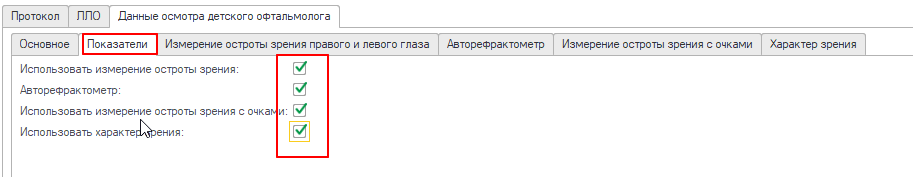 Протокол ЛЛО Данные осмотра детского офтальмолога
Основное Показатели Измерение остроты зрения правого и левого глаза Авторефрактометр Измерение остроты зрения с очками Характер зрения
Использовать измерение остроты зрения:
Авторефрактометр:
Использовать измерение остроты зрения с очками:
Использовать характер зрения: